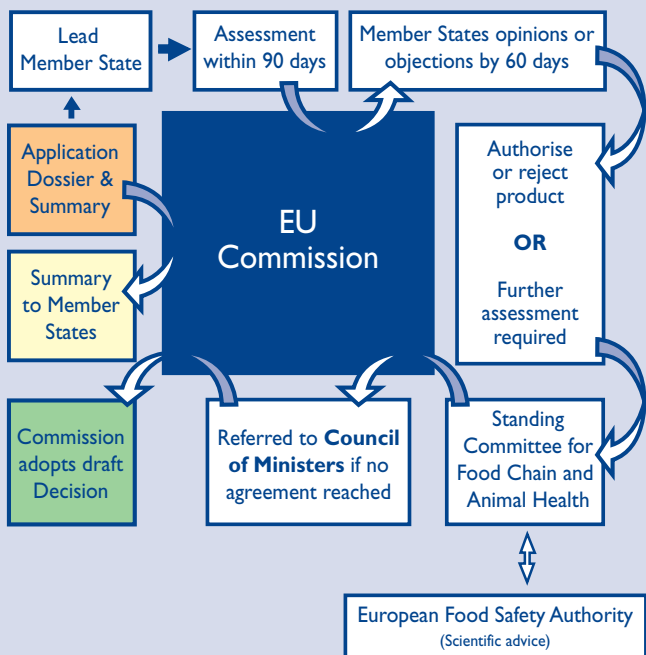 Lead
Member State
Assessment
within 90 days
Member States opinions or
objections by 60 days
Application
Dossier &
Summary
EU
Commission
Authorise
or reject
product
OR
Further
assessment
required
Summary
to Member
States
Commission
adopts draft
Decision
Referred to Council
of Ministers if no
agreement reached
Standing
Committee for
Food Chain and
Animal Health
European Food Safety Authority
(Scientific advice)